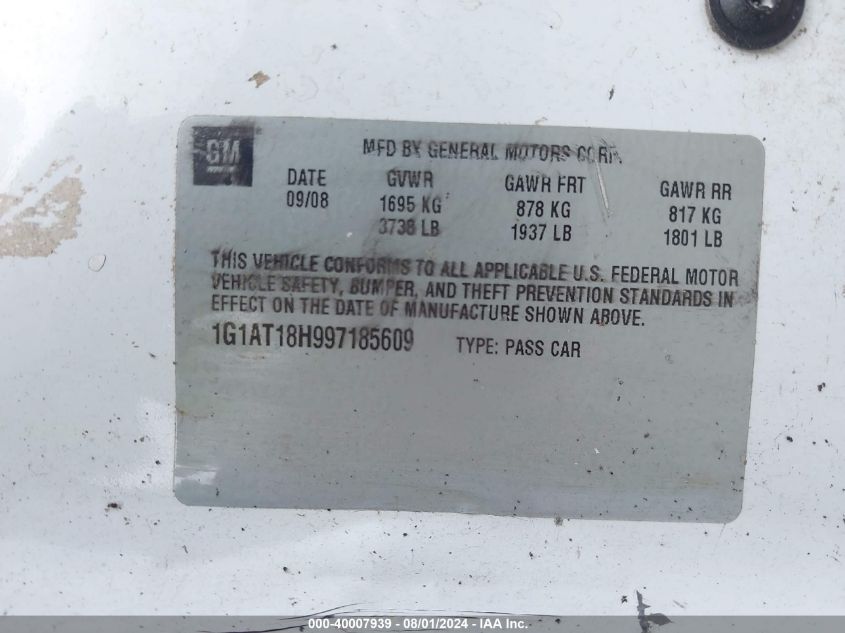 GM
MFD BY GENERAL MOTORS CORP.
DATE GVWR GAWR FRT GAWR RR
09/08 1695 KG 878 KG 817 KG
3738 LB 1937 LB 1801 LB
THIS VEHICLE CONFORMS TO ALL APPLICABLE U.S. FEDERAL MOTOR
VEHICLE SAFETY, BUMPER, AND THEFT PREVENTION STANDARDS IN
EFFECT ON THE DATE OF MANUFACTURE SHOWN ABOVE.
1G1AT18H997185609 TYPE: PASS CAR
000-40007939 - 08/01/2024 - IAA Inc.